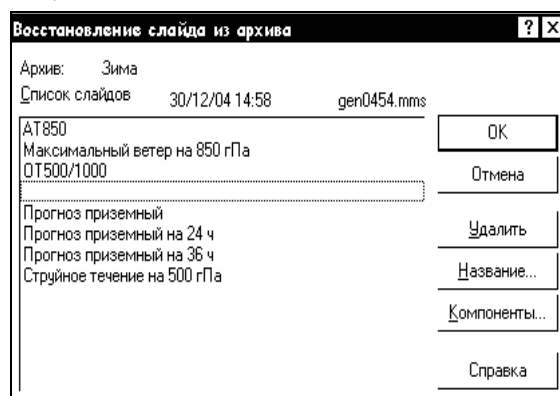 Восстановление слайда из архива
Архив: Зима
Список слайдов 30/12/04 14:58 gen0454.mms
АТ850
Максимальный ветер на 850 гПа
ОТ500/1000
Прогноз приземный
Прогноз приземный на 24 ч
Прогноз приземный на 36 ч
Струйное течение на 500 гПа
OK
Отмена
Удалить
Название...
Компоненты...
Справка